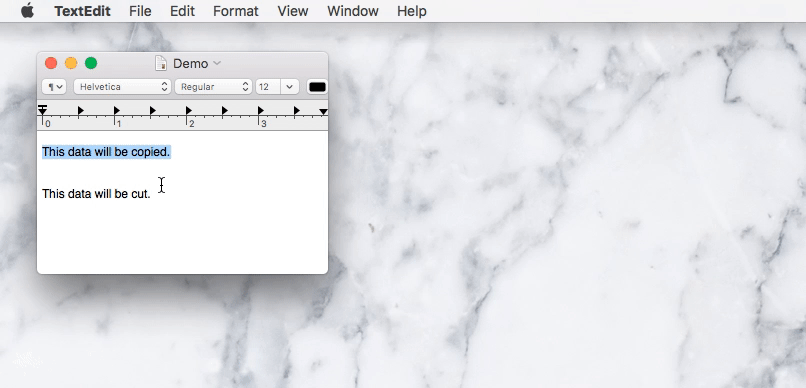 TextEdit File Edit Format View Window Help
Demo
¶ Helvetica Regular 12
0 1 2 3
This data will be copied.
This data will be cut.